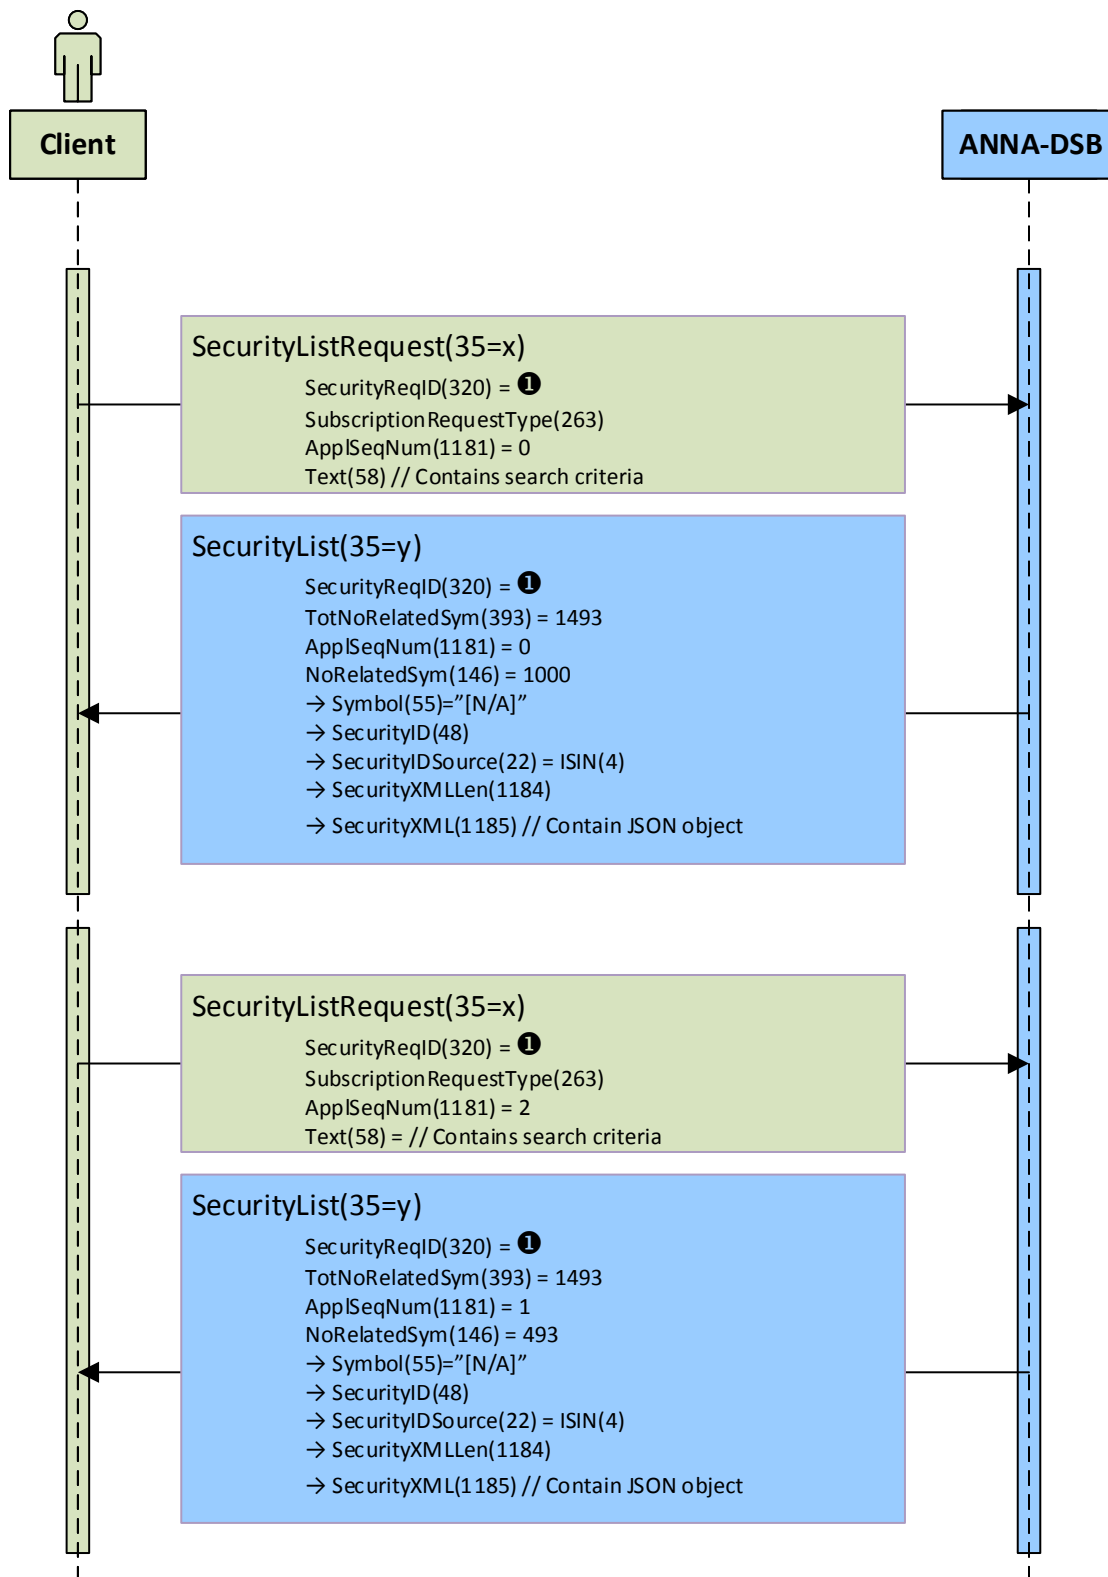 Client
ANNA-DSB
SecurityListRequest(35=x)
SecurityReqID(320) = ❶
SubscriptionRequestType(263)
ApplSeqNum(1181) = 0
Text(58) // Contains search criteria
SecurityList(35=y)
SecurityReqID(320) = ❶
TotNoRelatedSym(393) = 1493
ApplSeqNum(1181) = 0
NoRelatedSym(146) = 1000
→ Symbol(55)=”[N/A]”
→ SecurityID(48)
→ SecurityIDSource(22) = ISIN(4)
→ SecurityXMLLen(1184)
→ SecurityXML(1185) // Contain JSON object
SecurityListRequest(35=x)
SecurityReqID(320) = ❶
SubscriptionRequestType(263)
ApplSeqNum(1181) = 2
Text(58) = // Contains search criteria
SecurityList(35=y)
SecurityReqID(320) = ❶
TotNoRelatedSym(393) = 1493
ApplSeqNum(1181) = 1
NoRelatedSym(146) = 493
→ Symbol(55)=”[N/A]”
→ SecurityID(48)
→ SecurityIDSource(22) = ISIN(4)
→ SecurityXMLLen(1184)
→ SecurityXML(1185) // Contain JSON object